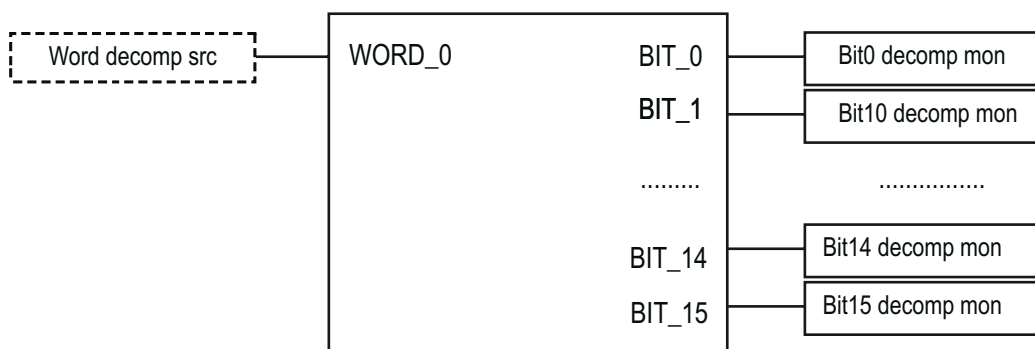 Word decomp src WORD_0 BIT_0 Bit0 decomp mon
BIT_1 Bit10 decomp mon
......... ................
BIT_14 Bit14 decomp mon
BIT_15 Bit15 decomp mon